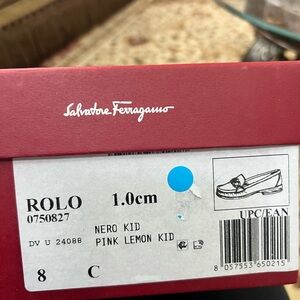 Salvatore Ferragamo
ROLO 1.0cm
0750827
NERO KID
DV U 24088 PINK LEMON KID
UPC/EAN
8 C
8 057553 650215